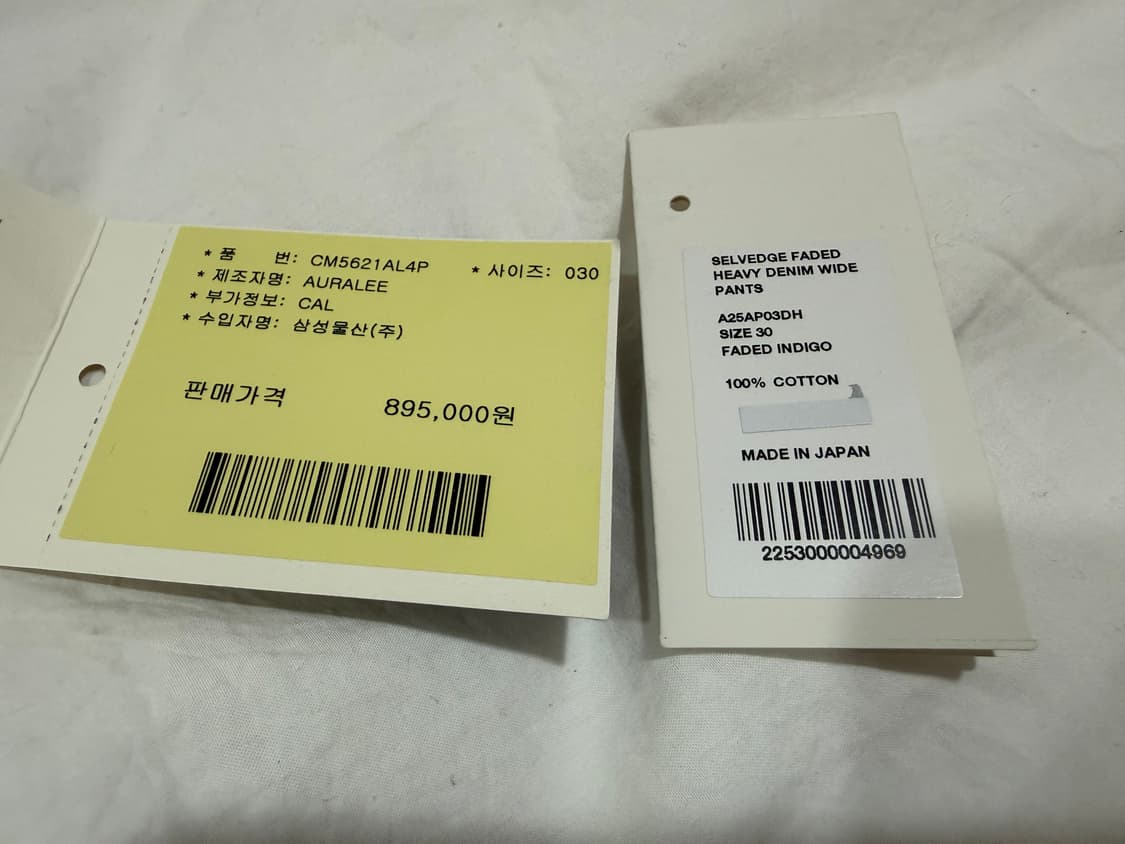 * 품 번: CM5621AL4P * 사이즈: 030
* 제조자명: AURALEE
* 부가정보: CAL
* 수입자명: 삼성물산(주)
판매가격 895,000원
SELVEDGE FADED
HEAVY DENIM WIDE
PANTS
A25AP03DH
SIZE 30
FADED INDIGO
100% COTTON
MADE IN JAPAN
2253000004969